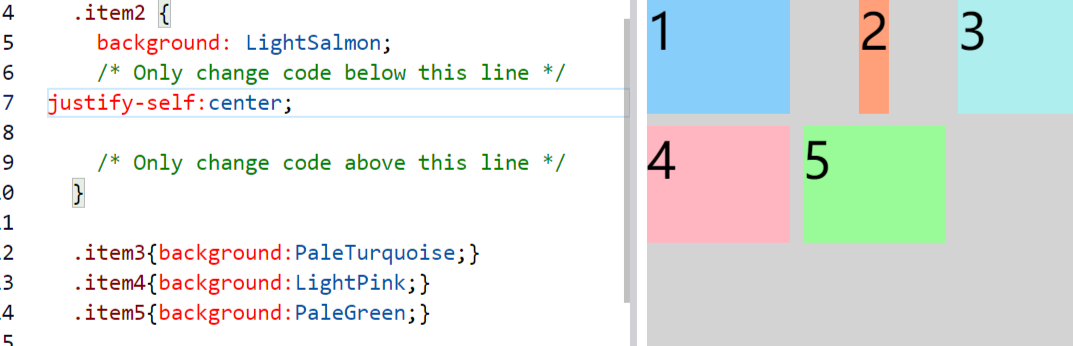 4 .item2 {
5 background: LightSalmon;
6 /* Only change code below this line */
7 justify-self:center;
8
9 /* Only change code above this line */
0 }
1
2 .item3{background:PaleTurquoise;}
3 .item4{background:LightPink;}
4 .item5{background:PaleGreen;}
5
1 2 3
4 5